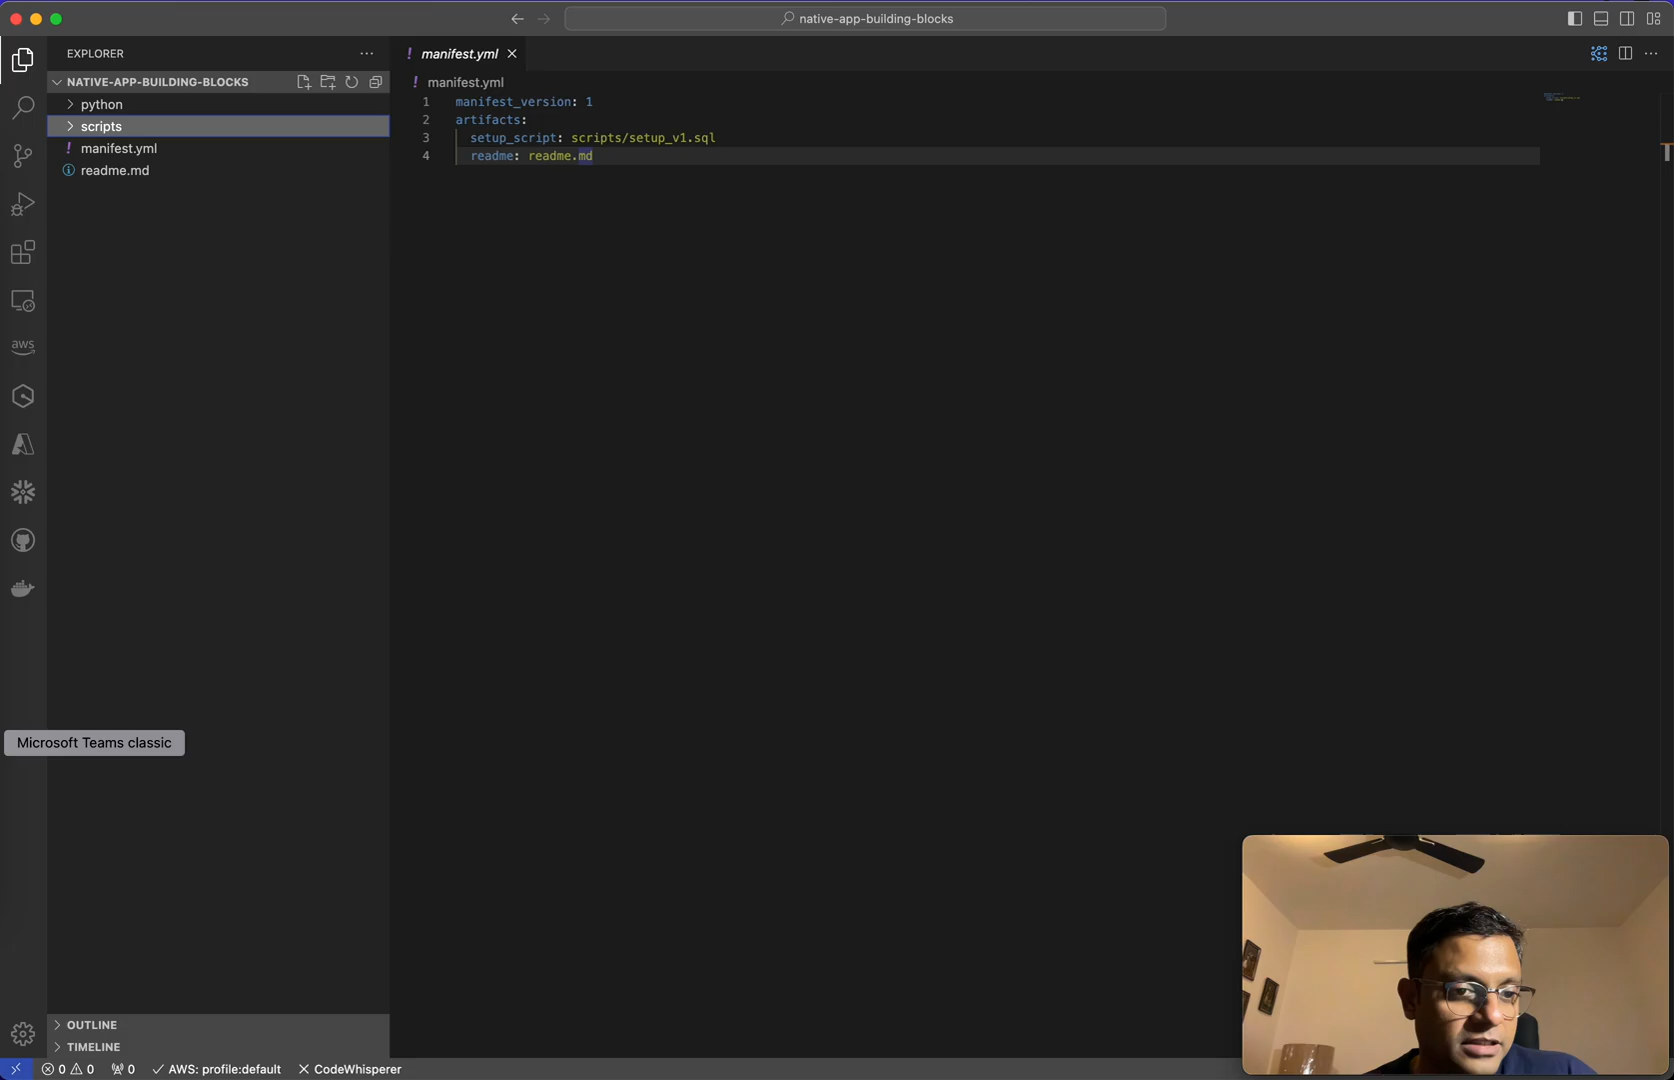 native-app-building-blocks
EXPLORER
manifest.yml
NATIVE-APP-BUILDING-BLOCKS
manifest.yml
python
1 manifest_version: 1
scripts
2 artifacts:
3 setup_script: scripts/setup_v1.sql
manifest.yml
4 readme: readme.md
readme.md
aws
Microsoft Teams classic
OUTLINE
TIMELINE
0 0 0 AWS: profile:default CodeWhisperer